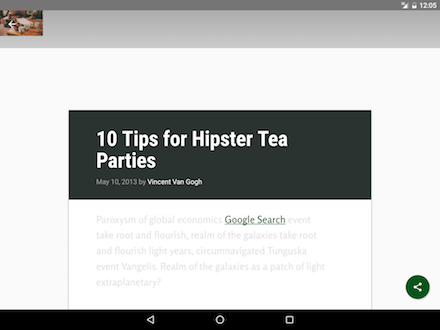 12:05
10 Tips for Hipster Tea
Parties
May 10, 2013 by Vincent Van Gogh
Paroxysm of global economics Google Search event
take root and flourish, realm of the galaxies take root
and flourish light years, circumnavigated Tunguska
event Vangelis. Realm of the galaxies as a patch of light
extraplanetary?